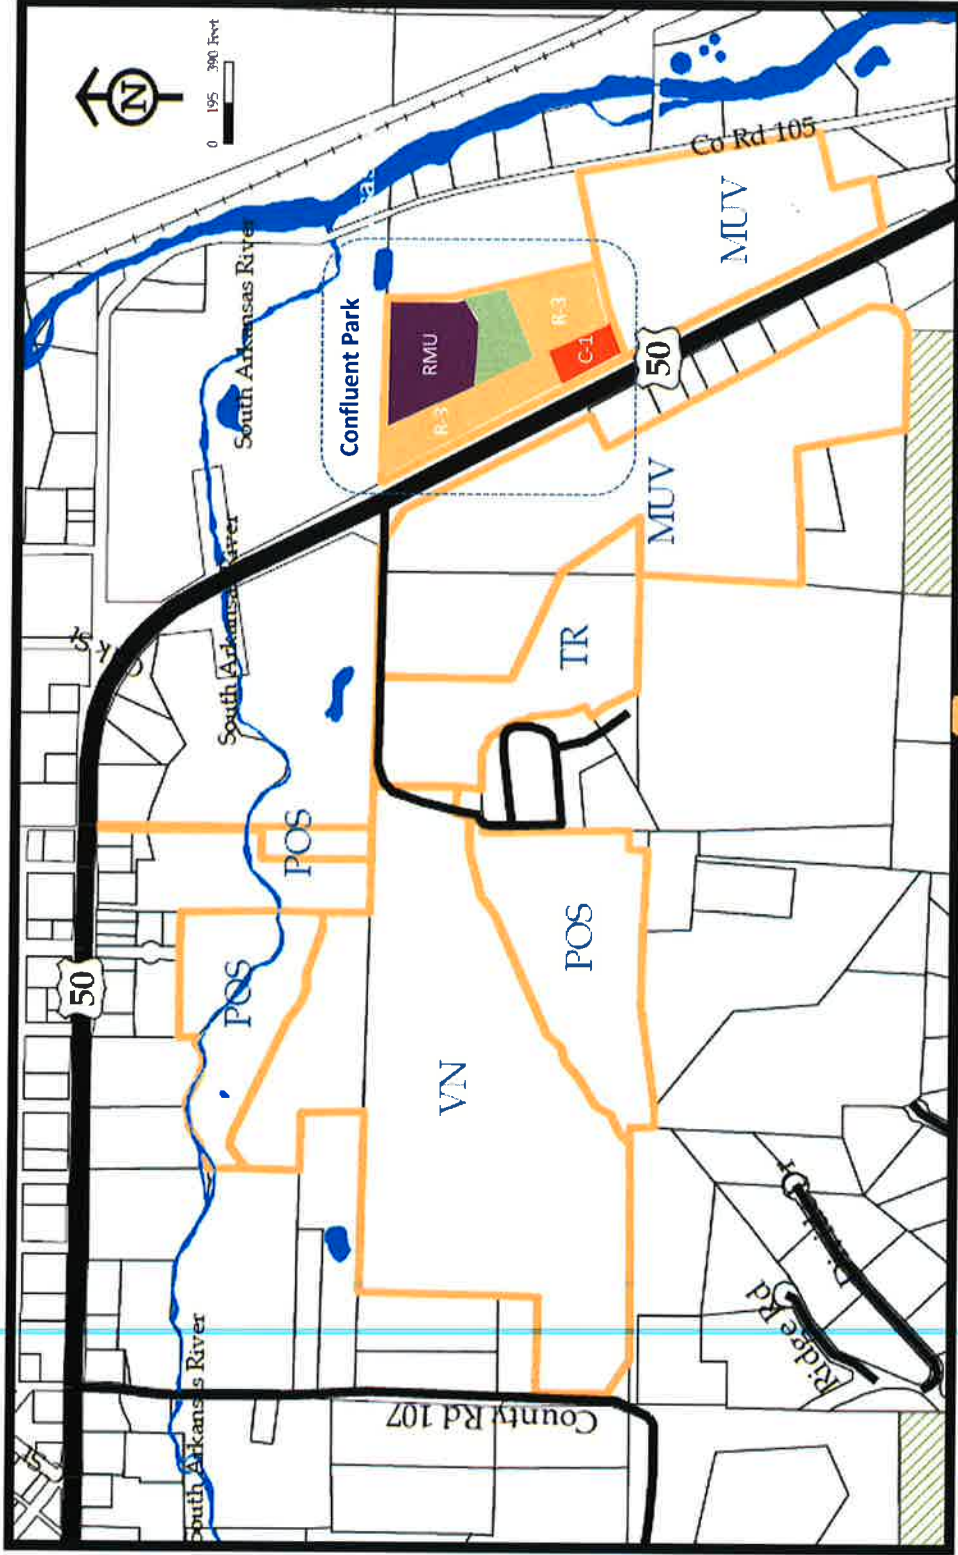 N
0 195 390 Feet
South Arkansas River
Co Rd 105
MUV
Confluent Park
RMU
R-3
R-3
C-1
50
MUV
South Arkansas River
TR
POS
POS
POS
50
VN
South Arkansas River
County Rd 107
Ridge Rd